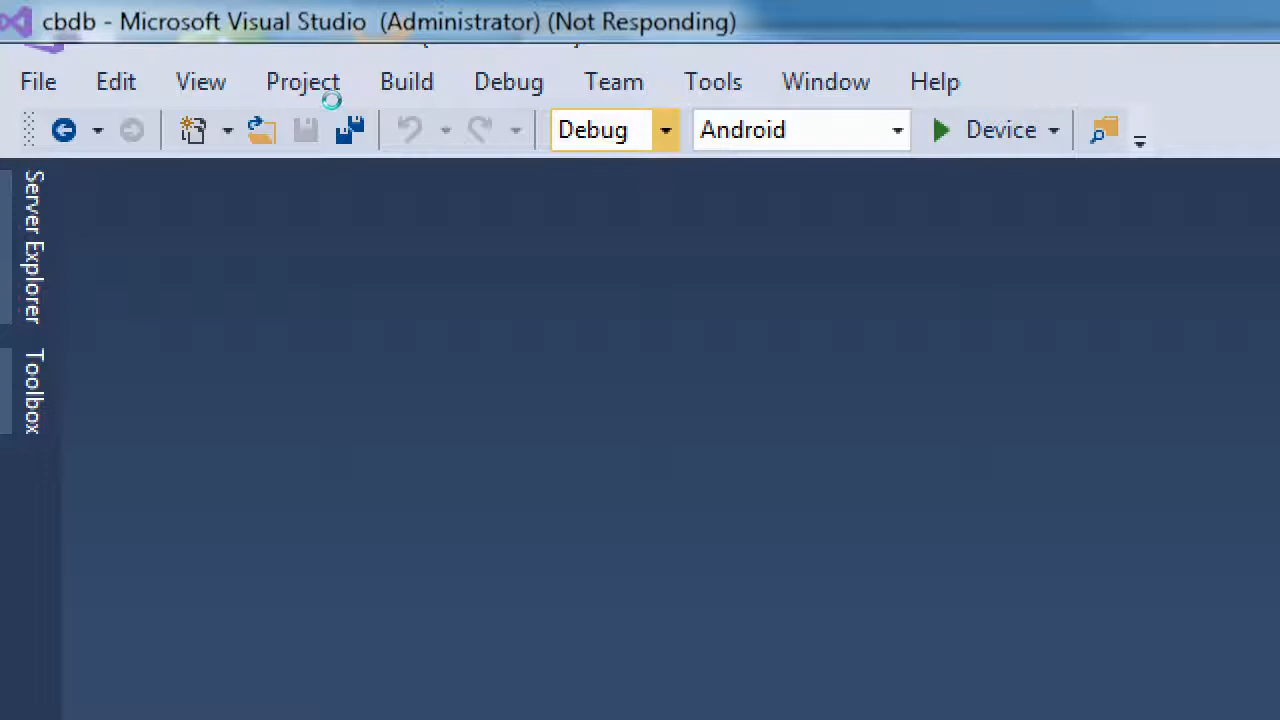 cbdb - Microsoft Visual Studio (Administrator) (Not Responding)
File Edit View Project Build Debug Team Tools Window Help
Debug Android Device
Server Explorer
Toolbox